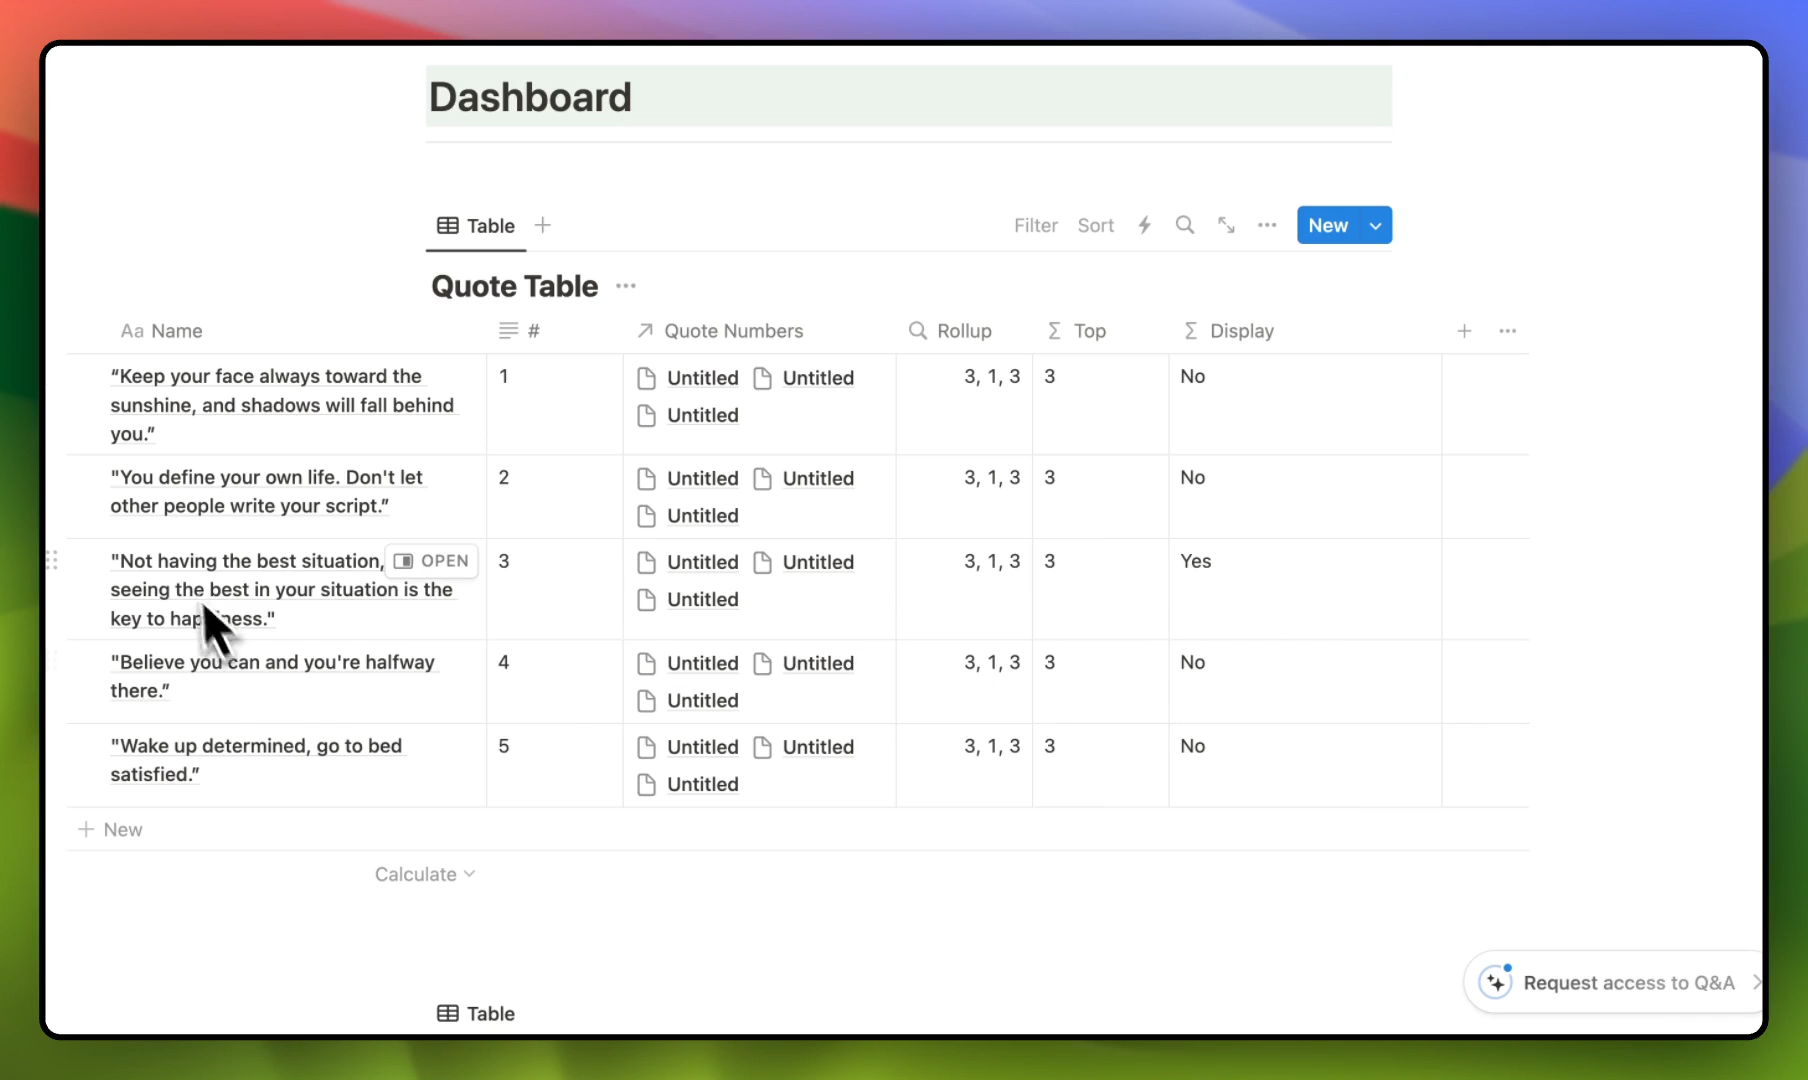 Dashboard
Table
Filter Sort New
Quote Table
Aa Name # Quote Numbers Rollup Σ Top Σ Display
“Keep your face always toward the
sunshine, and shadows will fall behind
you.”
1 Untitled Untitled
Untitled
3, 1, 3 3 No
"You define your own life. Don't let
other people write your script.”
2 Untitled Untitled
Untitled
3, 1, 3 3 No
"Not having the best situation,
OPEN
seeing the best in your situation is the
key to happiness."
3 Untitled Untitled
Untitled
3, 1, 3 3 Yes
"Believe you can and you're halfway
there.”
4 Untitled Untitled
Untitled
3, 1, 3 3 No
"Wake up determined, go to bed
satisfied.”
5 Untitled Untitled
Untitled
3, 1, 3 3 No
New
Calculate
Request access to Q&A
Table